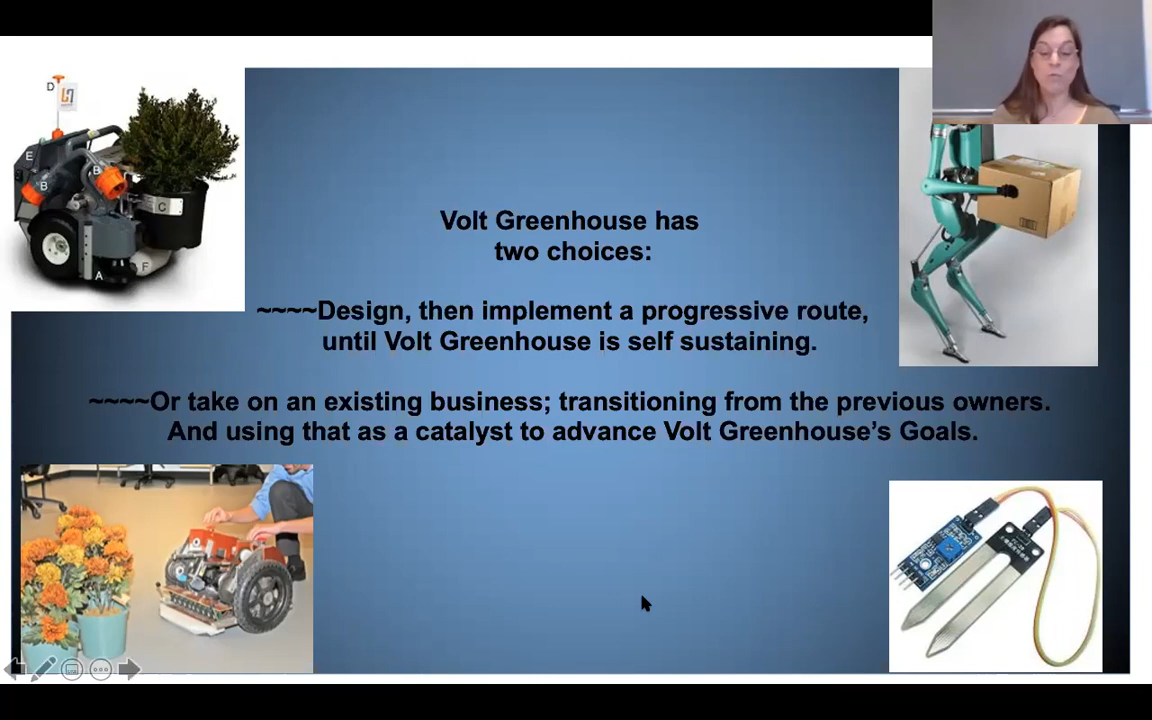 D
E
B
B
C
A
F
Volt Greenhouse has
two choices:
~~~~Design, then implement a progressive route,
until Volt Greenhouse is self sustaining.
~~~~Or take on an existing business; transitioning from the previous owners.
And using that as a catalyst to advance Volt Greenhouse’s Goals.